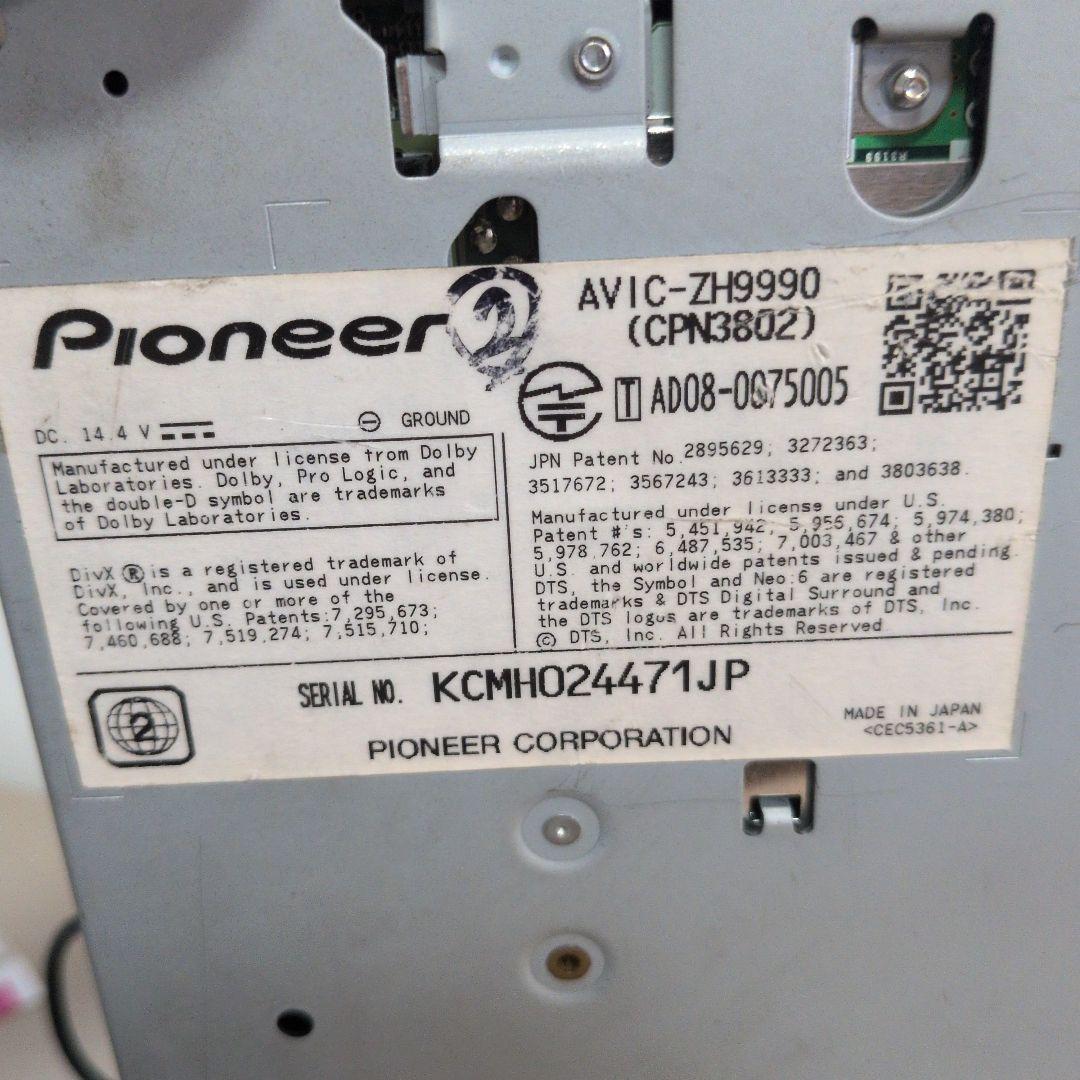 R3199
Pioneer
2
AVIC-ZH9990
(CPN3802)
T AD08-0075005
DC. 14.4 V
GROUND
Manufactured under license from Dolby
Laboratories. Dolby, Pro Logic, and
the double-D symbol are trademarks
of Dolby Laboratories.
DivX ® is a registered trademark of
DivX, Inc., and is used under license.
Covered by one or more of the
following U.S. Patents:7,295,673;
7,460,688; 7,519,274; 7,515,710;
JPN Patent No.2895629; 3272363;
3517672; 3567243; 3613333; and 3803638.
Manufactured under license under U.S.
Patent #'s: 5,451,942, 5,956,674; 5,974,380;
5,978,762; 6,487,535; 7,003,467 & other
U.S. and worldwide patents issued & pending.
DTS, the Symbol and Neo:6 are registered
trademarks & DTS Digital Surround and
the DTS logos are trademarks of DTS, Inc.
© DTS, Inc. All Rights Reserved
2
SERIAL NO. KCMH024471JP
PIONEER CORPORATION
MADE IN JAPAN
<CEC5361-A>